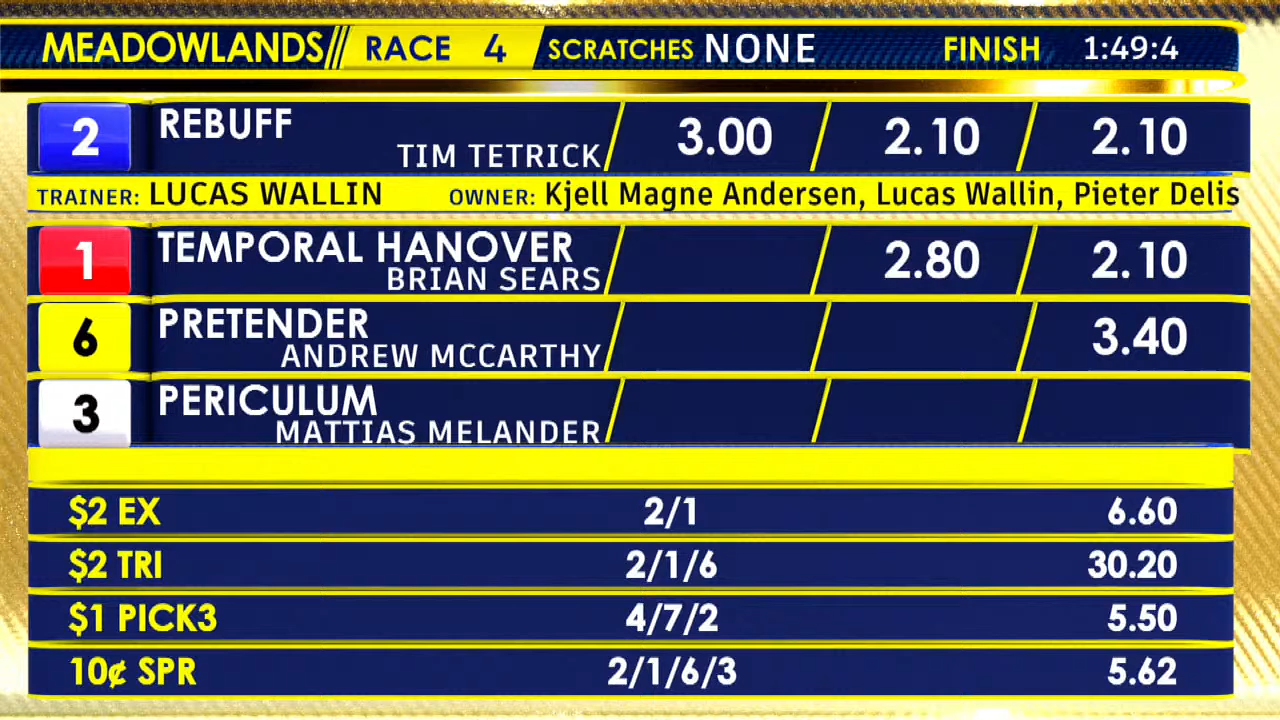 MEADOWLANDS// RACE 4 SCRATCHES NONE FINISH 1:49:4
2 REBUFF 3.00 2.10 2.10
TIM TETRICK
TRAINER: LUCAS WALLIN OWNER: Kjell Magne Andersen, Lucas Wallin, Pieter Delis
1 TEMPORAL HANOVER 2.80 2.10
BRIAN SEARS
6 PRETENDER 3.40
ANDREW MCCARTHY
3 PERICULUM
MATTIAS MELANDER
$2 EX 2/1 6.60
$2 TRI 2/1/6 30.20
$1 PICK3 4/7/2 5.50
10¢ SPR 2/1/6/3 5.62